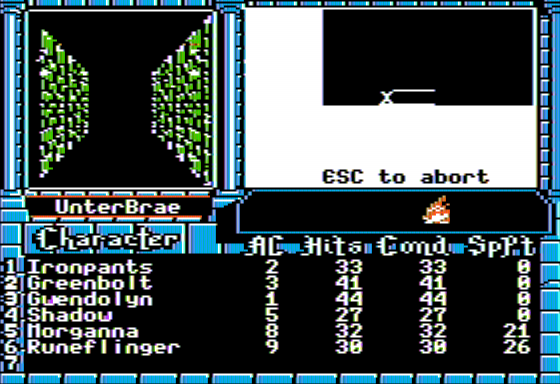 ESC to abort
UnterBrae
Character AC Hits Cond SpPt
1 Ironpants 2 33 33 0
2 Greenbolt 3 41 41 0
3 Gwendolyn 1 44 44 0
4 Shadow 5 27 27 0
5 Morganna 8 32 32 21
6 Runeflinger 9 30 30 26
7